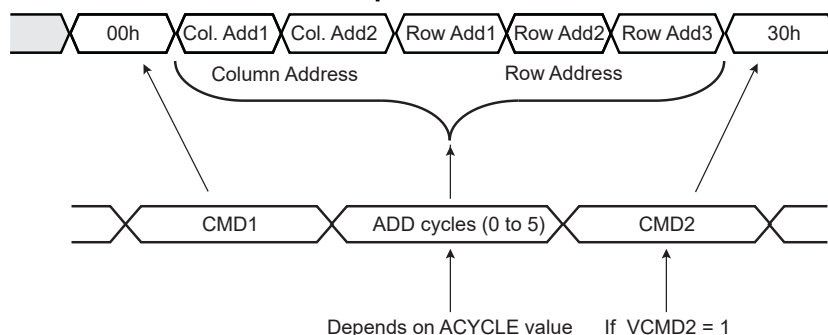 00h Col. Add1 Col. Add2 Row Add1 Row Add2 Row Add3 30h
Column Address Row Address
CMD1 ADD cycles (0 to 5) CMD2
Depends on ACYCLE value If VCMD2 = 1